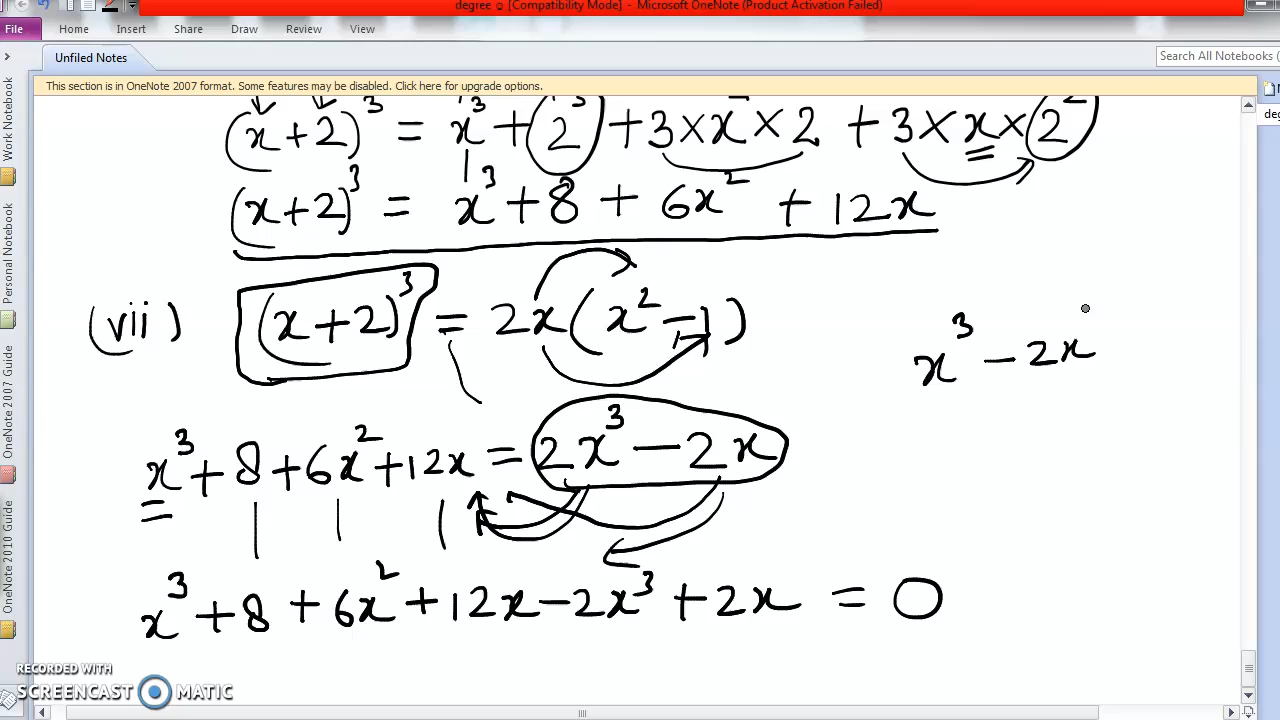 degree @ [Compatibility Mode] - Microsoft OneNote (Product Activation Failed)
File Home Insert Share Draw Review View
Unfiled Notes
Search All Notebooks (
This section is in OneNote 2007 format. Some features may be disabled. Click here for upgrade options.
(x+2)³ = x³ + 2³ + 3×x²×2 + 3×x×2²
(x+2)³ = x³ + 8 + 6x² + 12x
(vii) (x+2)³ = 2x(x² - 1)
x³ - 2x
x³ + 8 + 6x² + 12x = 2x³ - 2x
x³ + 8 + 6x² + 12x - 2x³ + 2x = 0
Work Notebook
Personal Notebook
OneNote 2007 Guide
OneNote 2010 Guide
deg
RECORDED WITH
SCREENCAST MATIC